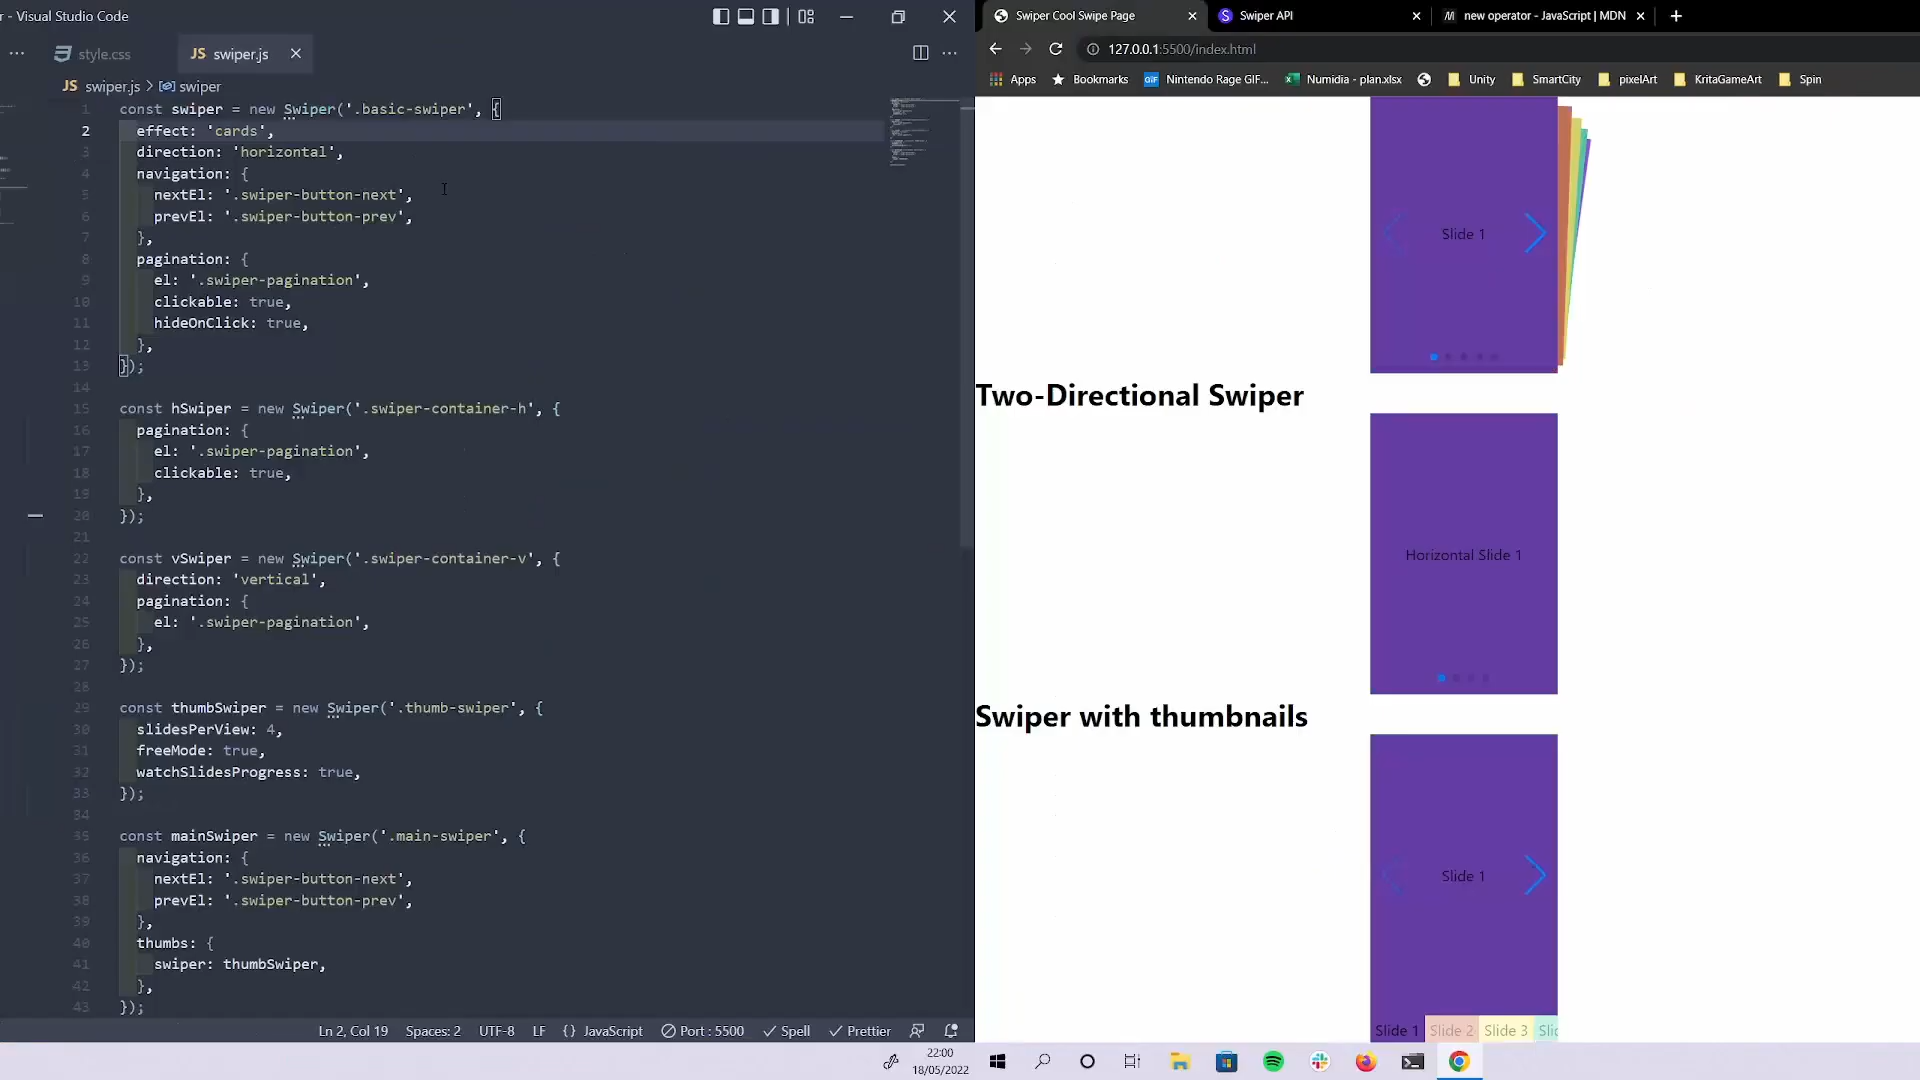 r - Visual Studio Code
style.css
JS swiper.js
JS swiper.js > swiper
1 const swiper = new Swiper('.basic-swiper', {
2 effect: 'cards',
3 direction: 'horizontal',
4 navigation: {
5 nextEl: '.swiper-button-next',
6 prevEl: '.swiper-button-prev',
7 },
8 pagination: {
9 el: '.swiper-pagination',
10 clickable: true,
11 hideOnClick: true,
12 },
13 });
14
15 const hSwiper = new Swiper('.swiper-container-h', {
16 pagination: {
17 el: '.swiper-pagination',
18 clickable: true,
19 },
20 });
21
22 const vSwiper = new Swiper('.swiper-container-v', {
23 direction: 'vertical',
24 pagination: {
25 el: '.swiper-pagination',
26 },
27 });
28
29 const thumbSwiper = new Swiper('.thumb-swiper', {
30 slidesPerView: 4,
31 freeMode: true,
32 watchSlidesProgress: true,
33 });
34
35 const mainSwiper = new Swiper('.main-swiper', {
36 navigation: {
37 nextEl: '.swiper-button-next',
38 prevEl: '.swiper-button-prev',
39 },
40 thumbs: {
41 swiper: thumbSwiper,
42 },
43 });
Ln 2, Col 19 Spaces: 2 UTF-8 LF {} JavaScript Port : 5500 Spell Prettier
Swiper Cool Swipe Page
Swiper API
new operator - JavaScript | MDN
127.0.0.1:5500/index.html
Apps Bookmarks Nintendo Rage GIF... Numidia - plan.xlsx Unity SmartCity pixelArt KritaGameArt Spin
Slide 1
Two-Directional Swiper
Horizontal Slide 1
Swiper with thumbnails
Slide 1
Slide 1 Slide 2 Slide 3 Slic
22:00
18/05/2022